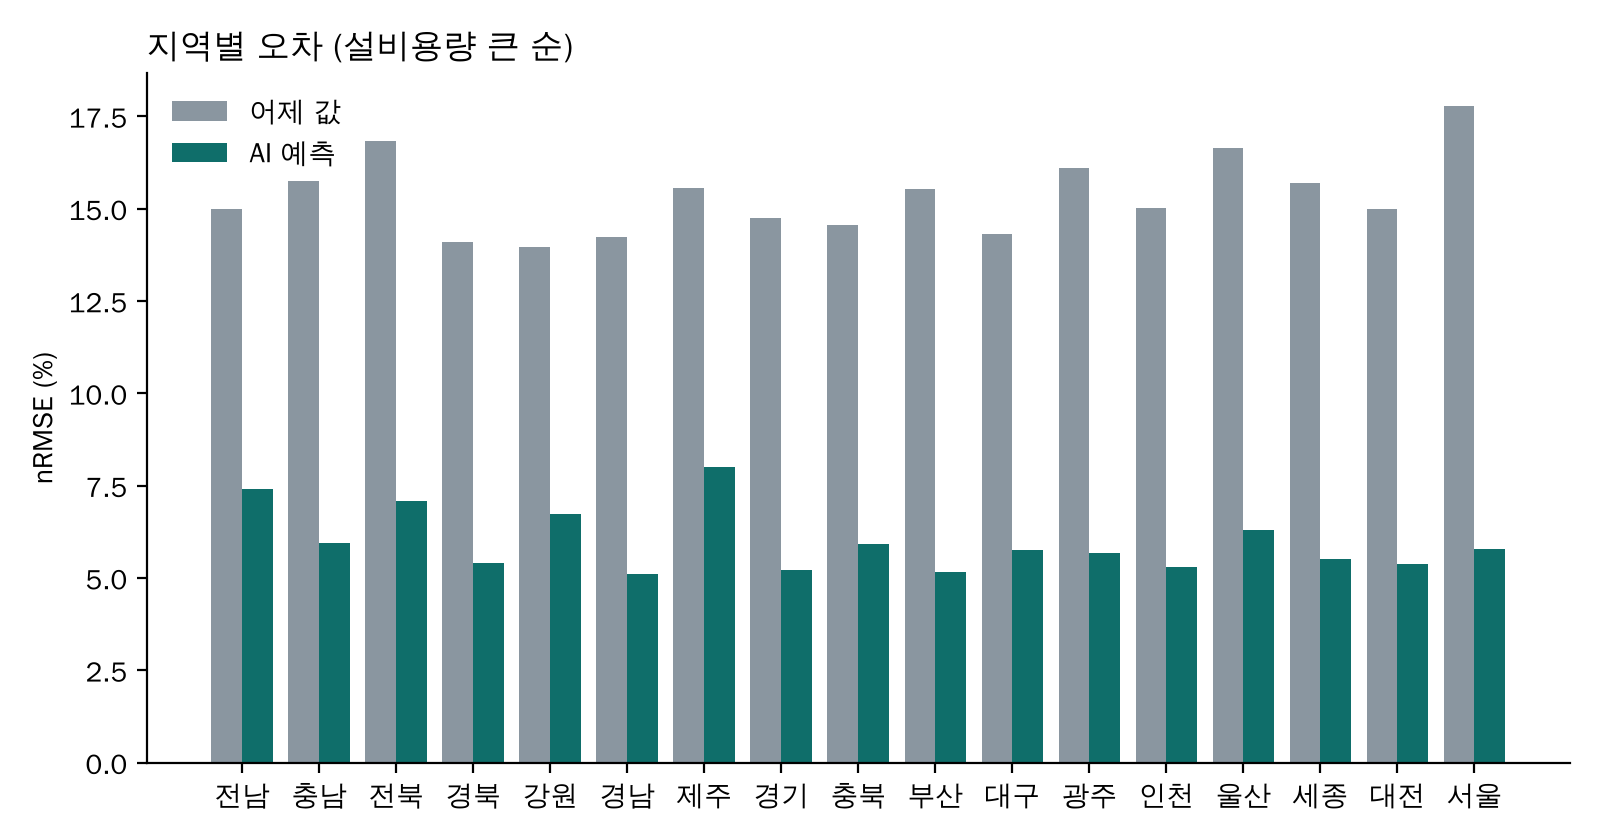 지역별 오차 (설비용량 큰 순)
어제 값
AI 예측
nRMSE (%)
17.5
15.0
12.5
10.0
7.5
5.0
2.5
0.0
전남 충남 전북 경북 강원 경남 제주 경기 충북 부산 대구 광주 인천 울산 세종 대전 서울